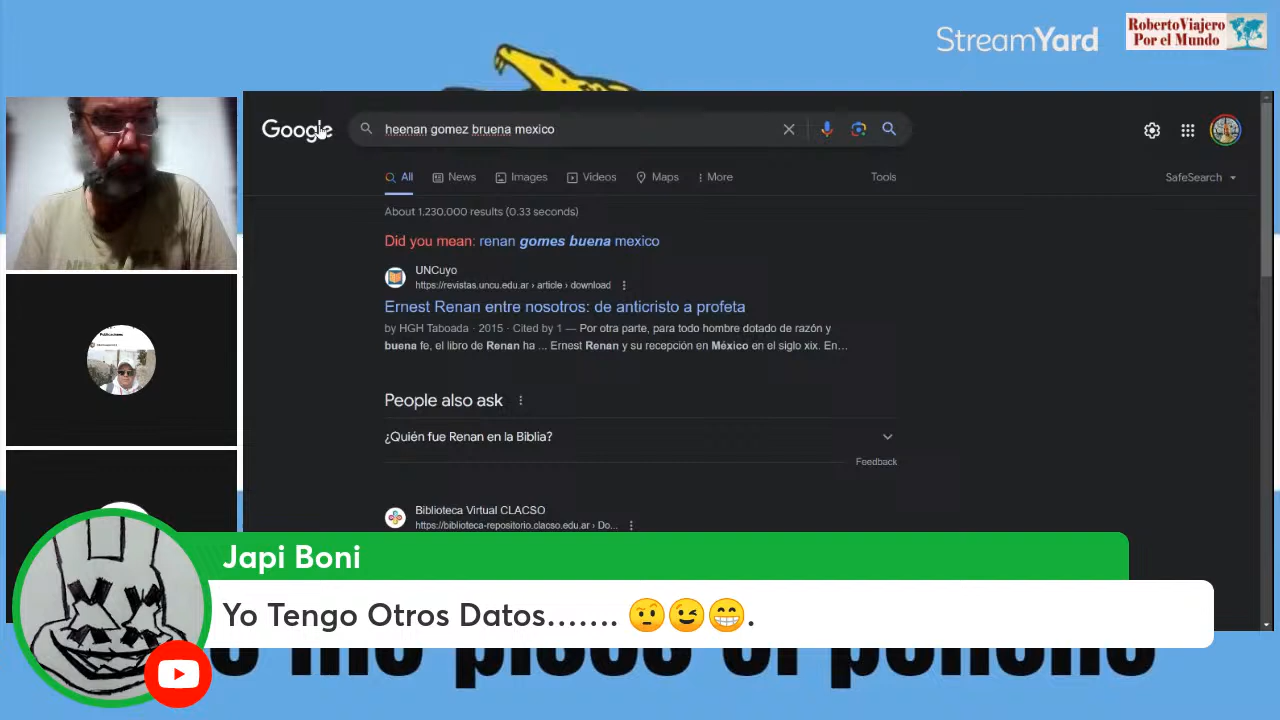 StreamYard
RobertoViajero
Por el Mundo
Google
heenan gomez bruena mexico
All
News
Images
Videos
Maps
More
Tools
SafeSearch
About 1,230,000 results (0.33 seconds)
Did you mean: renan gomes buena mexico
UNCuyo
https://revistas.uncu.edu.ar › article › download
Ernest Renan entre nosotros: de anticristo a profeta
by HGH Taboada · 2015 · Cited by 1 — Por otra parte, para todo hombre dotado de razón y
buena fe, el libro de Renan ha ... Ernest Renan y su recepción en México en el siglo xix. En...
People also ask
¿Quién fue Renan en la Biblia?
Feedback
Biblioteca Virtual CLACSO
https://biblioteca-repositorio.clacso.edu.ar › Do...
Japi Boni
Yo Tengo Otros Datos....... 🤨😉😁.
me pises el poncho